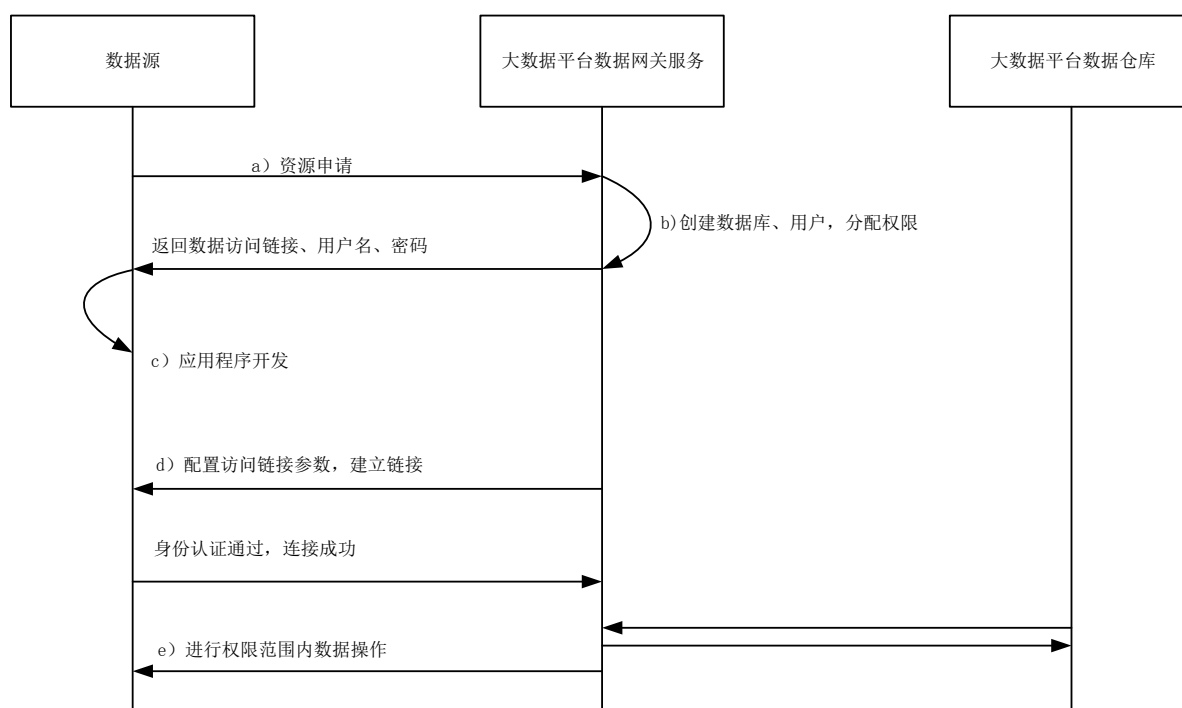 数据源
大数据平台数据网关服务
大数据平台数据仓库
a）资源申请
b)创建数据库、用户，分配权限
返回数据访问链接、用户名、密码
c）应用程序开发
d）配置访问链接参数，建立链接
身份认证通过，连接成功
e）进行权限范围内数据操作